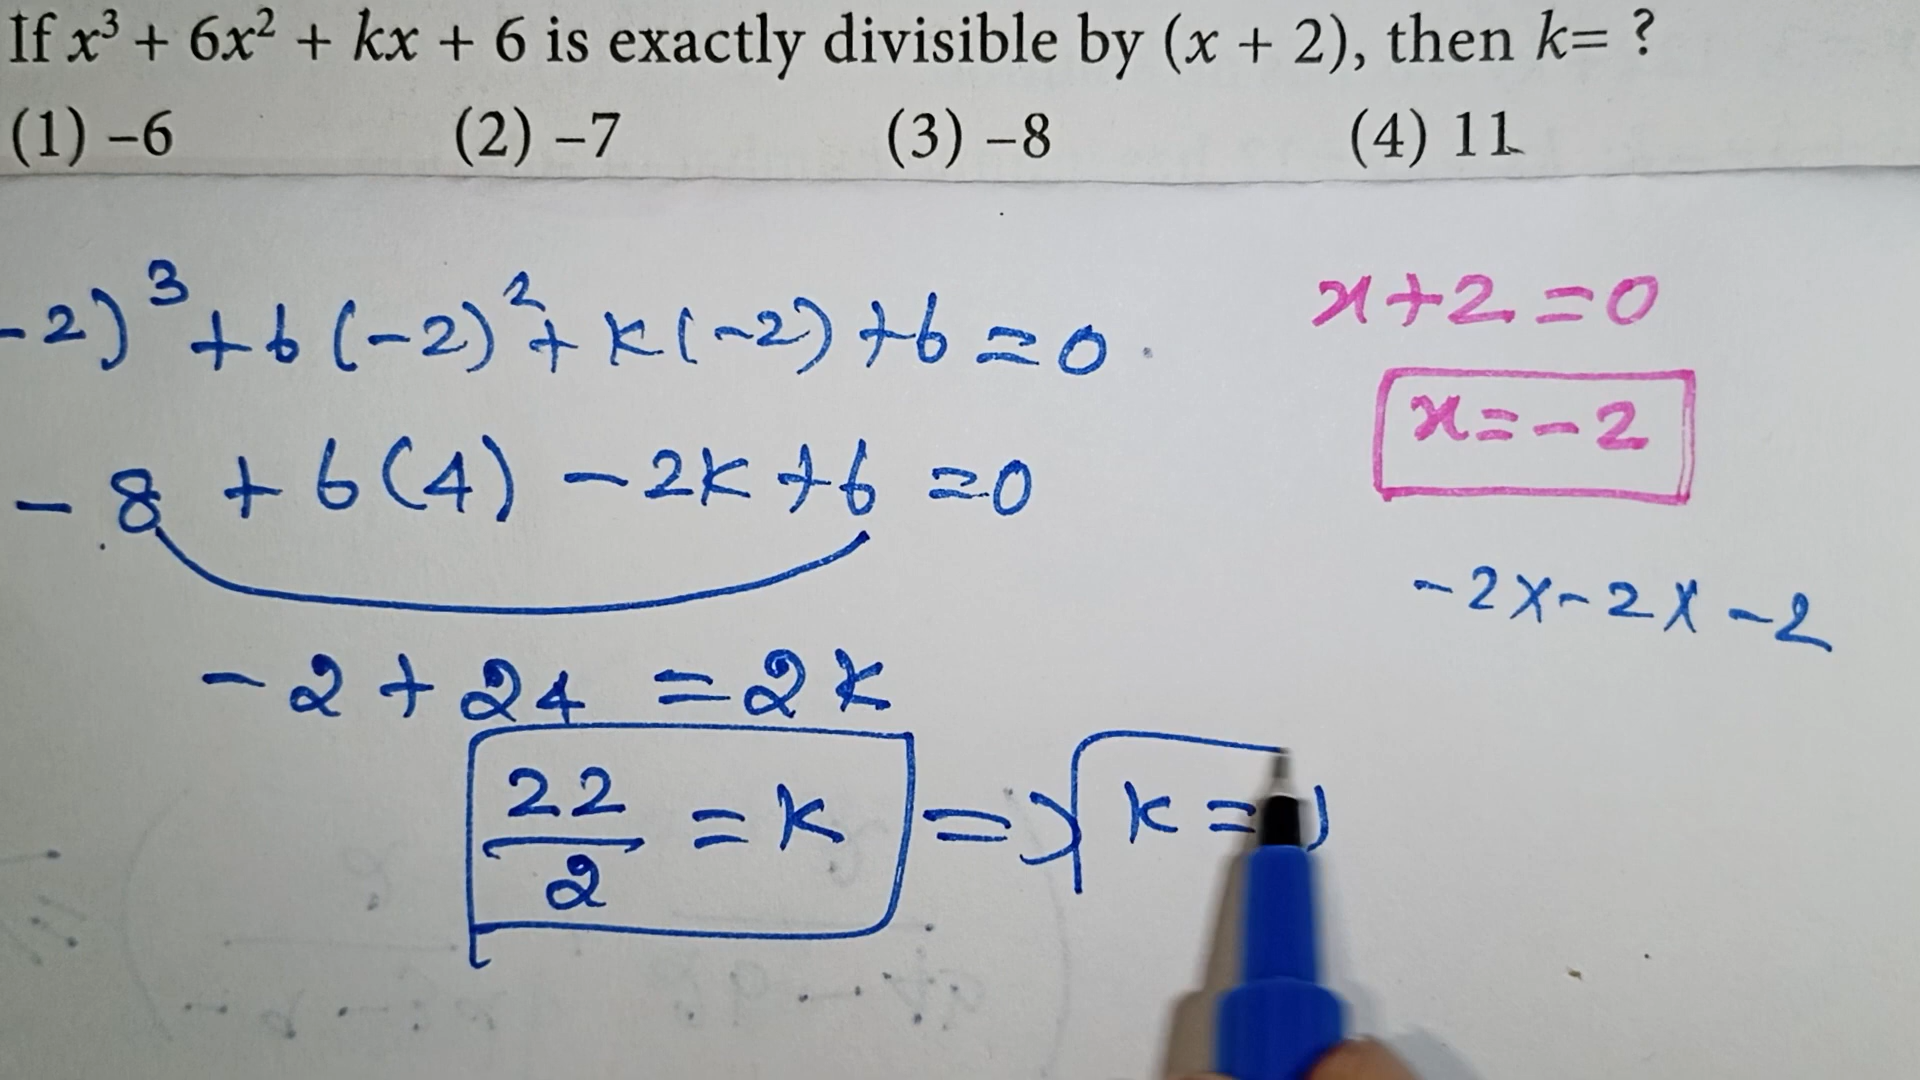 If x³ + 6x² + kx + 6 is exactly divisible by (x + 2), then k= ?
(1) –6 (2) –7 (3) –8 (4) 11
-2)³ + 6(-2)² + K(-2) + 6 = 0
x+2=0
x=-2
-8 + 6(4) - 2K + 6 = 0
-2x-2x-2
-2 + 24 = 2K
22/2 = K => K =